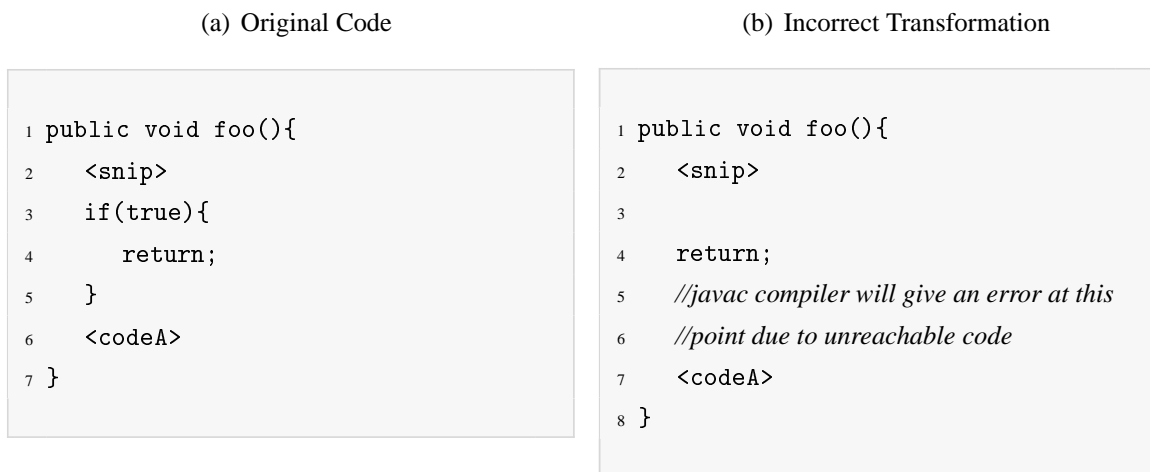 (a) Original Code
1 public void foo(){
2 <snip>
3 if(true){
4 return;
5 }
6 <codeA>
7 }
(b) Incorrect Transformation
1 public void foo(){
2 <snip>
3
4 return;
5 //javac compiler will give an error at this
6 //point due to unreachable code
7 <codeA>
8 }